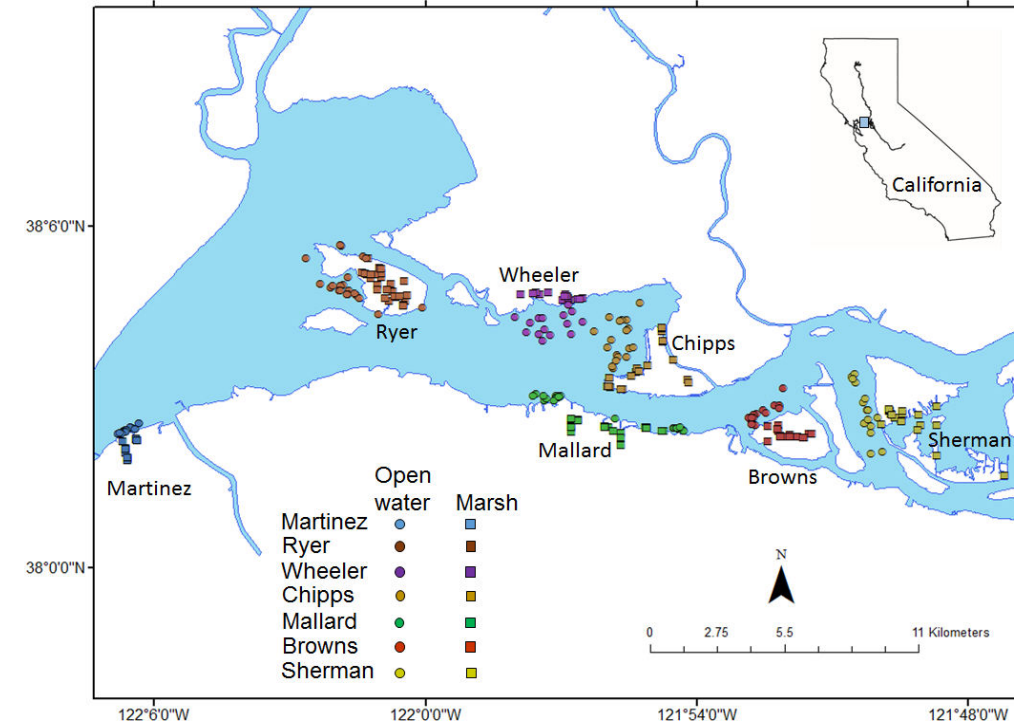 California
38°6'0"N
Wheeler
Ryer
Chipps
Mallard
Sherman
Martinez
Browns
Open
water Marsh
Martinez
Ryer
Wheeler
Chipps
Mallard
Browns
Sherman
38°0'0"N
N
0 2.75 5.5 11 Kilometers
122°6'0"W 122°0'0"W 121°54'0"W 121°48'0"W